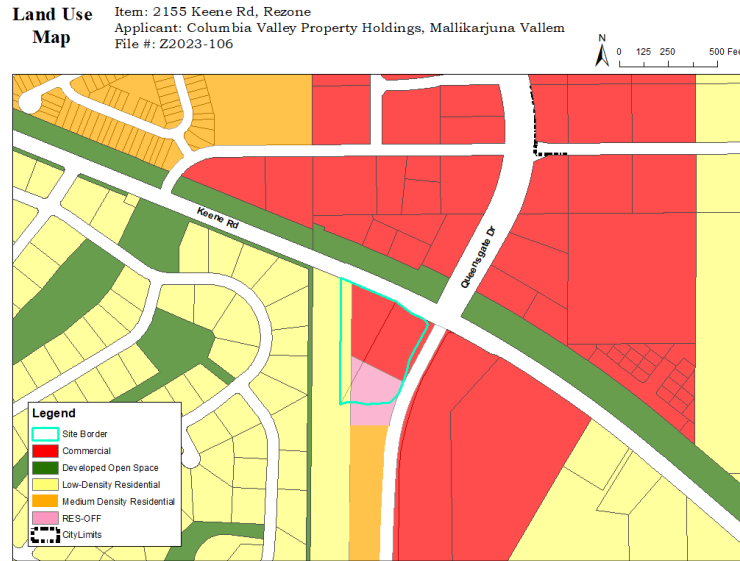 Land Use
Map
Item: 2155 Keene Rd, Rezone
Applicant: Columbia Valley Property Holdings, Mallikarjuna Vallem
File #: Z2023-106
N
0 125 250 500 Fee
Keene Rd
Queensgate Dr
Legend
Site Border
Commercial
Developed Open Space
Low-Density Residential
Medium Density Residential
RES-OFF
CityLimits